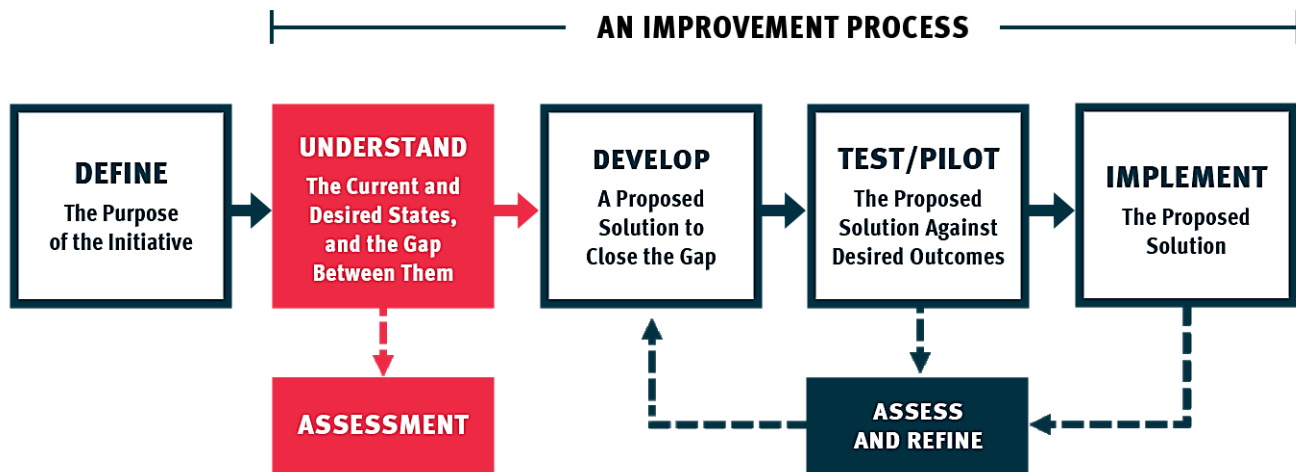 AN IMPROVEMENT PROCESS
DEFINE
The Purpose
of the Initiative
UNDERSTAND
The Current and
Desired States,
and the Gap
Between Them
DEVELOP
A Proposed
Solution to
Close the Gap
TEST/PILOT
The Proposed
Solution Against
Desired Outcomes
IMPLEMENT
The Proposed
Solution
ASSESSMENT
ASSESS
AND REFINE